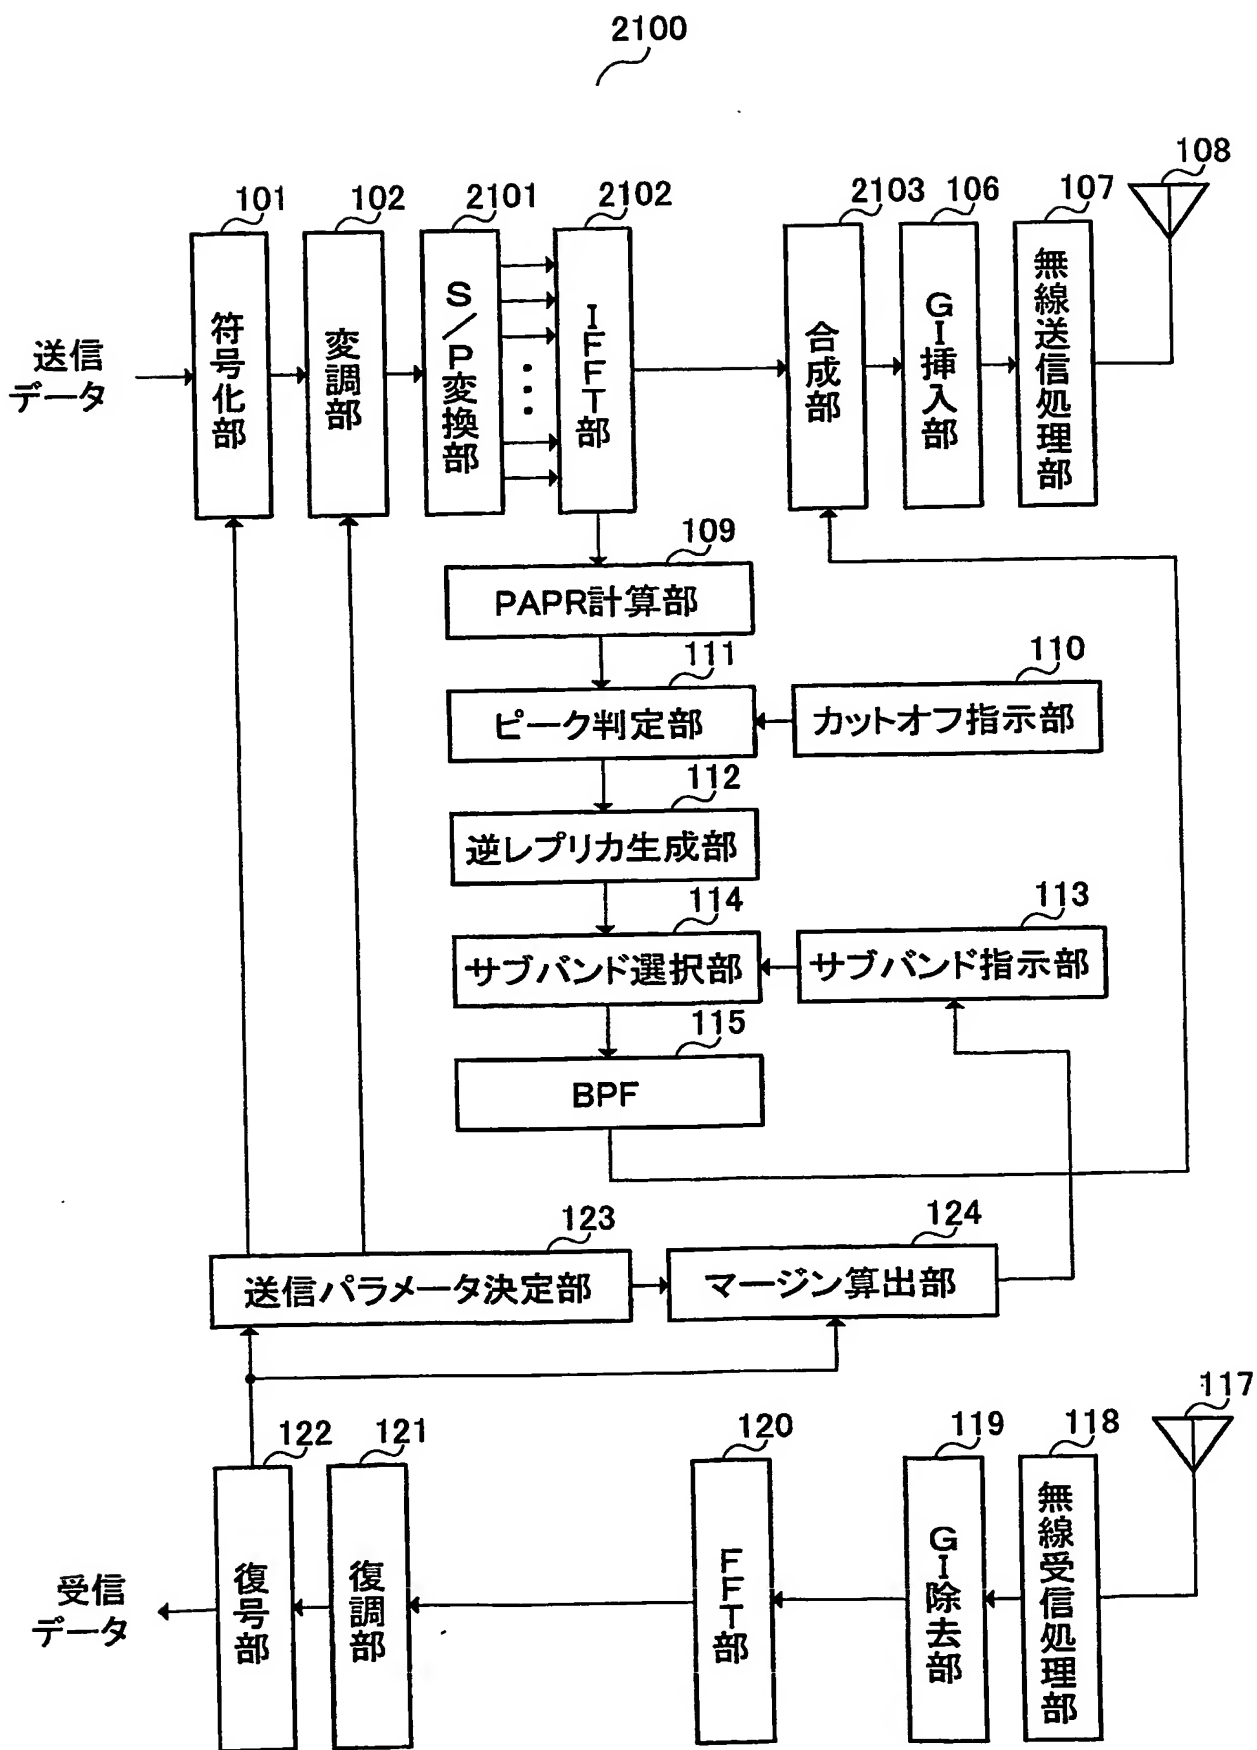 2100
101
102
2101
2102
2103
106
107
108
送信
データ
符号化部
変調部
S/P変換部
IFFT部
合成部
GI挿入部
無線送信処理部
109
PAPR計算部
111
110
ピーク判定部
カットオフ指示部
112
逆レプリカ生成部
114
113
サブバンド選択部
サブバンド指示部
115
BPF
123
124
送信パラメータ決定部
マージン算出部
122
121
120
119
118
117
受信
データ
復号部
復調部
FFT部
GI除去部
無線受信処理部